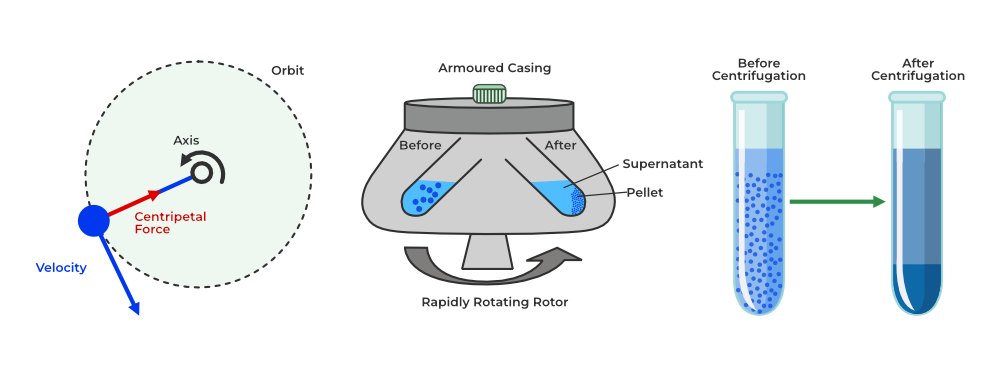 Orbit
Axis
Centripetal
Force
Velocity
Armoured Casing
Before
After
Supernatant
Pellet
Rapidly Rotating Rotor
Before
Centrifugation
After
Centrifugation